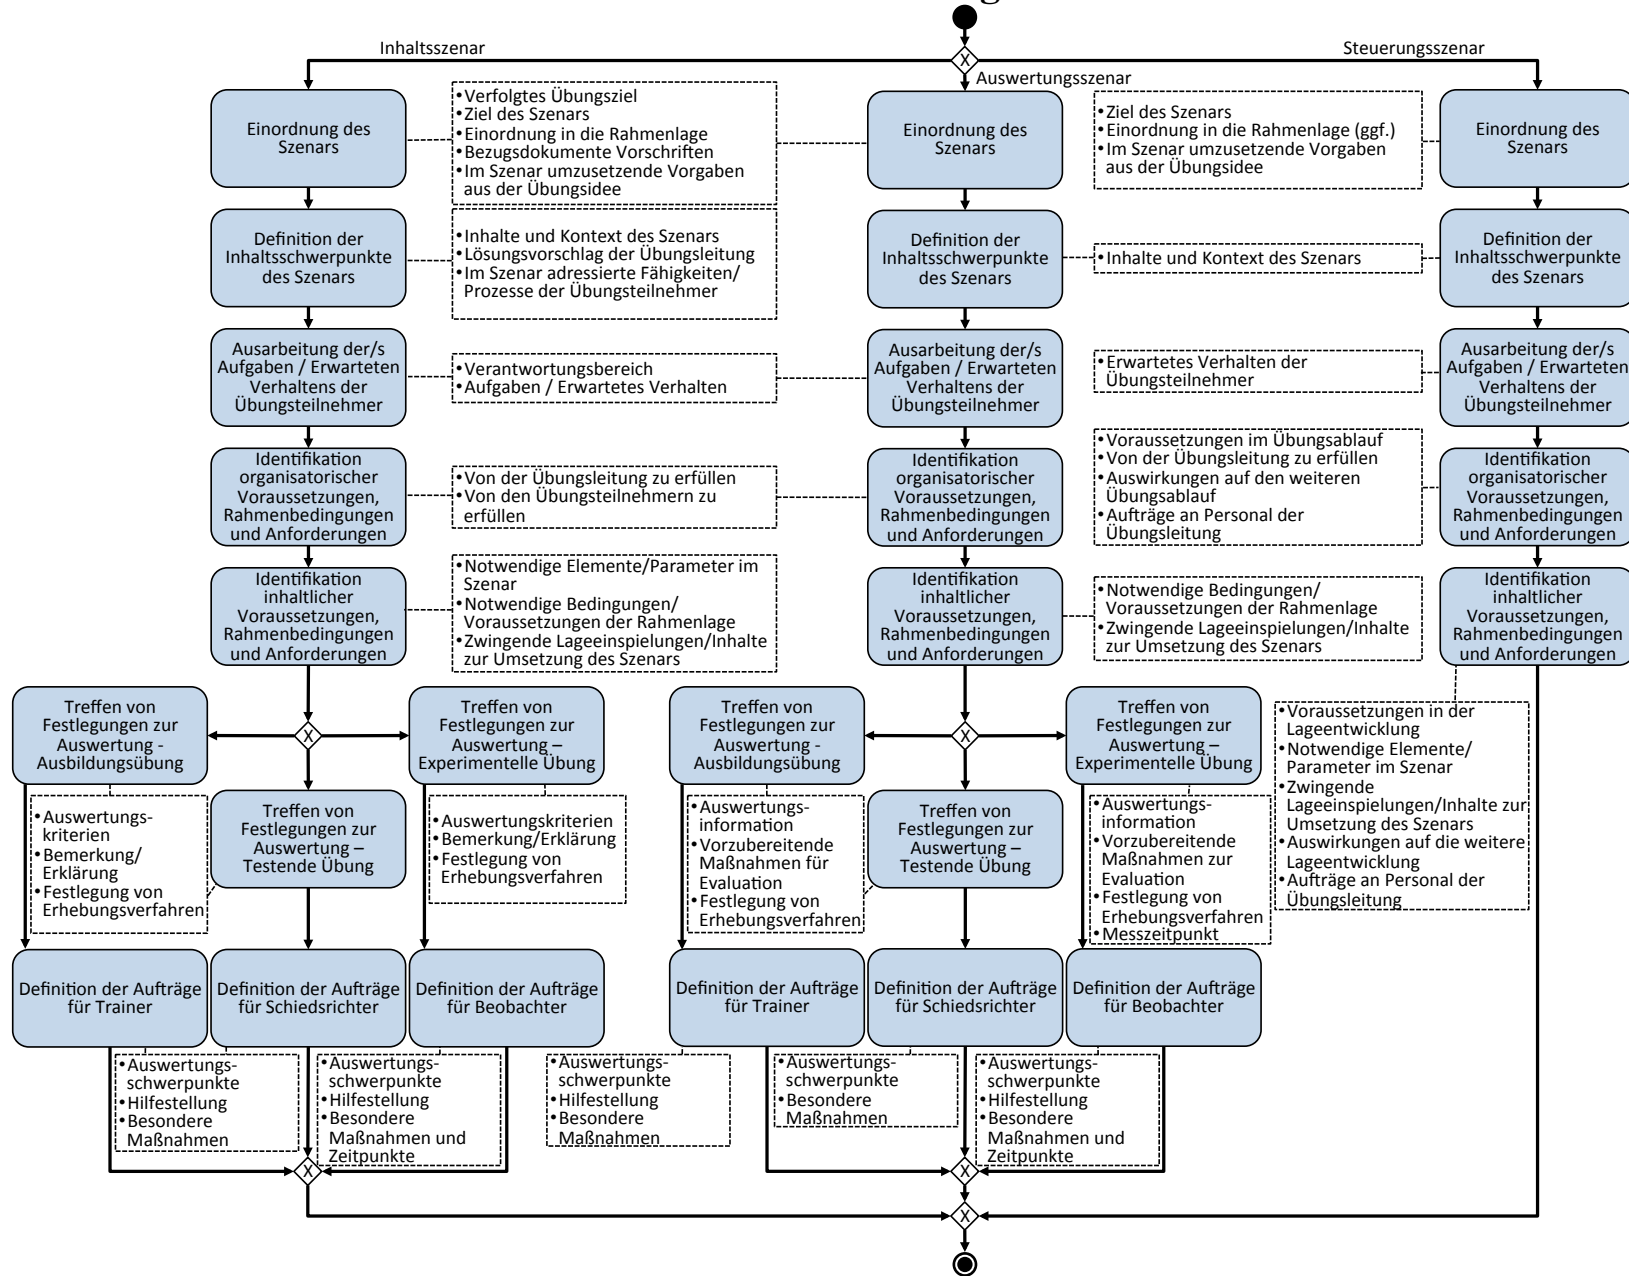 g
Inhaltsszenar
Steuerungsszenar
X
Auswertungsszenar
Einordnung des
Szenars
•Verfolgtes Übungsziel
•Ziel des Szenars
•Einordnung in die Rahmenlage
•Bezugsdokumente Vorschriften
•Im Szenar umzusetzende Vorgaben
aus der Übungsidee
Einordnung des
Szenars
•Ziel des Szenars
•Einordnung in die Rahmenlage (ggf.)
•Im Szenar umzusetzende Vorgaben
aus der Übungsidee
Einordnung des
Szenars
Definition der
Inhaltsschwerpunkte
des Szenars
•Inhalte und Kontext des Szenars
•Lösungsvorschlag der Übungsleitung
•Im Szenar adressierte Fähigkeiten/
Prozesse der Übungsteilnehmer
Definition der
Inhaltsschwerpunkte
des Szenars
•Inhalte und Kontext des Szenars
Definition der
Inhaltsschwerpunkte
des Szenars
Ausarbeitung der/s
Aufgaben / Erwarteten
Verhaltens der
Übungsteilnehmer
•Verantwortungsbereich
•Aufgaben / Erwartetes Verhalten
Ausarbeitung der/s
Aufgaben / Erwarteten
Verhaltens der
Übungsteilnehmer
•Erwartetes Verhalten der
Übungsteilnehmer
Ausarbeitung der/s
Aufgaben / Erwarteten
Verhaltens der
Übungsteilnehmer
Identifikation
organisatorischer
Voraussetzungen,
Rahmenbedingungen
und Anforderungen
•Von der Übungsleitung zu erfüllen
•Von den Übungsteilnehmern zu
erfüllen
Identifikation
organisatorischer
Voraussetzungen,
Rahmenbedingungen
und Anforderungen
•Voraussetzungen im Übungsablauf
•Von der Übungsleitung zu erfüllen
•Auswirkungen auf den weiteren
Übungsablauf
•Aufträge an Personal der
Übungsleitung
Identifikation
organisatorischer
Voraussetzungen,
Rahmenbedingungen
und Anforderungen
Identifikation
inhaltlicher
Voraussetzungen,
Rahmenbedingungen
und Anforderungen
•Notwendige Elemente/Parameter im
Szenar
•Notwendige Bedingungen/
Voraussetzungen der Rahmenlage
•Zwingende Lageeinspielungen/Inhalte
zur Umsetzung des Szenars
Identifikation
inhaltlicher
Voraussetzungen,
Rahmenbedingungen
und Anforderungen
•Notwendige Bedingungen/
Voraussetzungen der Rahmenlage
•Zwingende Lageeinspielungen/Inhalte
zur Umsetzung des Szenars
Identifikation
inhaltlicher
Voraussetzungen,
Rahmenbedingungen
und Anforderungen
Treffen von
Festlegungen zur
Auswertung -
Ausbildungsübung
X
Treffen von
Festlegungen zur
Auswertung –
Experimentelle Übung
Treffen von
Festlegungen zur
Auswertung -
Ausbildungsübung
X
Treffen von
Festlegungen zur
Auswertung –
Experimentelle Übung
•Voraussetzungen in der
Lageentwicklung
•Notwendige Elemente/
Parameter im Szenar
•Zwingende
Lageeinspielungen/Inhalte zur
Umsetzung des Szenars
•Auswirkungen auf die weitere
Lageentwicklung
•Aufträge an Personal der
Übungsleitung
•Auswertungs-
kriterien
•Bemerkung/
Erklärung
•Festlegung von
Erhebungsverfahren
Treffen von
Festlegungen zur
Auswertung –
Testende Übung
•Auswertungskriterien
•Bemerkung/Erklärung
•Festlegung von
Erhebungsverfahren
•Auswertungs-
information
•Vorzubereitende
Maßnahmen für
Evaluation
•Festlegung von
Erhebungsverfahren
Treffen von
Festlegungen zur
Auswertung –
Testende Übung
•Auswertungs-
information
•Vorzubereitende
Maßnahmen zur
Evaluation
•Festlegung von
Erhebungsverfahren
•Messzeitpunkt
Definition der Aufträge
für Trainer
Definition der Aufträge
für Schiedsrichter
Definition der Aufträge
für Beobachter
Definition der Aufträge
für Trainer
Definition der Aufträge
für Schiedsrichter
Definition der Aufträge
für Beobachter
•Auswertungs-
schwerpunkte
•Hilfestellung
•Besondere
Maßnahmen
•Auswertungs-
schwerpunkte
•Hilfestellung
•Besondere
Maßnahmen und
Zeitpunkte
•Auswertungs-
schwerpunkte
•Hilfestellung
•Besondere
Maßnahmen
•Auswertungs-
schwerpunkte
•Besondere
Maßnahmen
•Auswertungs-
schwerpunkte
•Hilfestellung
•Besondere
Maßnahmen und
Zeitpunkte
X
X
X